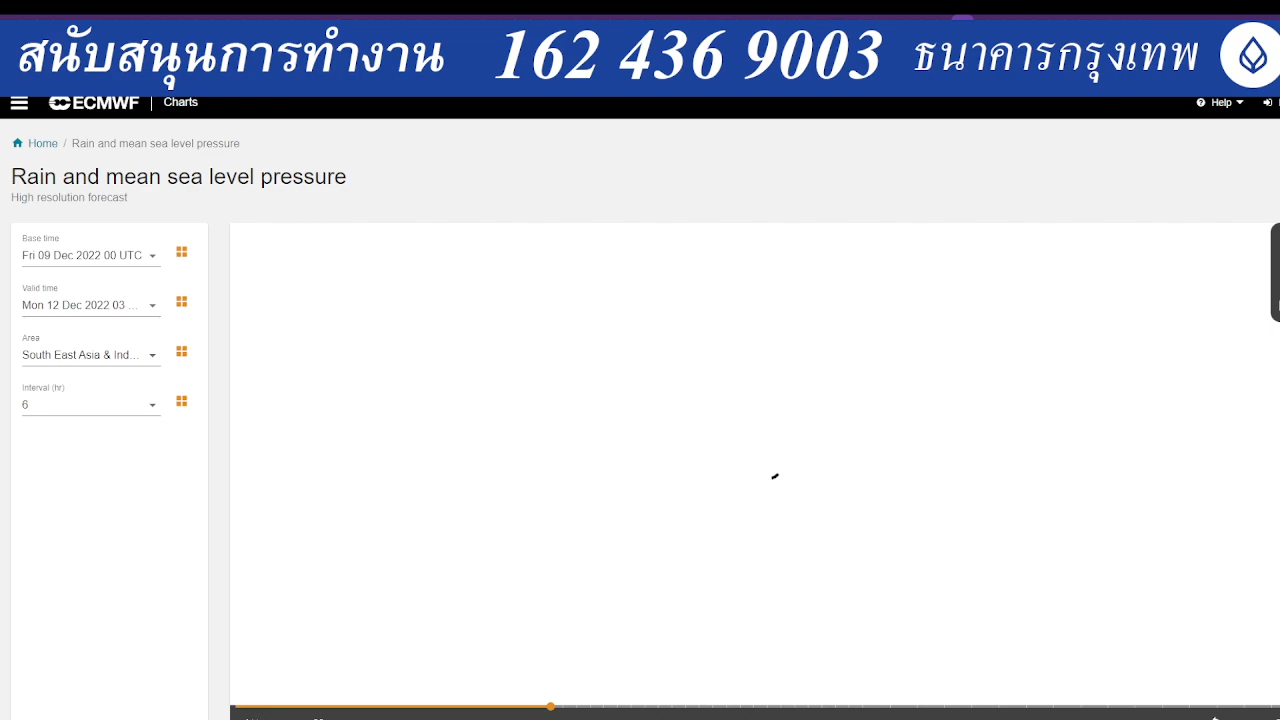 สนับสนุนการทำงาน 162 436 9003 ธนาคารกรุงเทพ
ECMWF Charts Help
Home / Rain and mean sea level pressure
Rain and mean sea level pressure
High resolution forecast
Base time
Fri 09 Dec 2022 00 UTC
Valid time
Mon 12 Dec 2022 03 ...
Area
South East Asia & Ind...
Interval (hr)
6